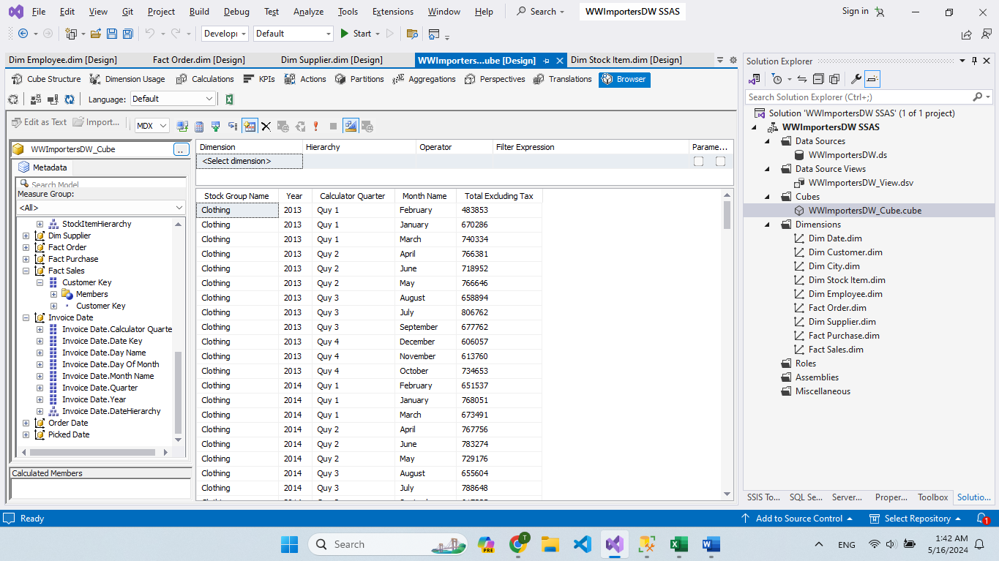 File Edit View Git Project Build Debug Test Analyze Tools Extensions Window Help Search WWImportersDW SSAS Sign in
Developi Default Start
Dim Employee.dim [Design] Fact Order.dim [Design] Dim Supplier.dim [Design] WWImporters...ube [Design] Dim Stock Item.dim [Design]
Cube Structure Dimension Usage Calculations KPIs Actions Partitions Aggregations Perspectives Translations Browser
Language: Default
Edit as Text Import... MDX
WWImportersDW_Cube ..
Metadata
Search Model
Measure Group:
<All>
StockItemHierarchy
Dim Supplier
Fact Order
Fact Purchase
Fact Sales
Customer Key
Members
Customer Key
Invoice Date
Invoice Date.Calculator Quarte
Invoice Date.Date Key
Invoice Date.Day Name
Invoice Date.Day Of Month
Invoice Date.Month Name
Invoice Date.Quarter
Invoice Date.Year
Invoice Date.DateHierarchy
Order Date
Picked Date
Calculated Members
Dimension Hierarchy Operator Filter Expression Parame...
<Select dimension>
Stock Group Name Year Calculator Quarter Month Name Total Excluding Tax
Clothing 2013 Quy 1 February 483853
Clothing 2013 Quy 1 January 670286
Clothing 2013 Quy 1 March 740334
Clothing 2013 Quy 2 April 766381
Clothing 2013 Quy 2 June 718952
Clothing 2013 Quy 2 May 766646
Clothing 2013 Quy 3 August 658894
Clothing 2013 Quy 3 July 806762
Clothing 2013 Quy 3 September 677762
Clothing 2013 Quy 4 December 606057
Clothing 2013 Quy 4 November 613760
Clothing 2013 Quy 4 October 734653
Clothing 2014 Quy 1 February 651537
Clothing 2014 Quy 1 January 768051
Clothing 2014 Quy 1 March 673491
Clothing 2014 Quy 2 April 767756
Clothing 2014 Quy 2 June 783274
Clothing 2014 Quy 2 May 729176
Clothing 2014 Quy 3 August 655604
Clothing 2014 Quy 3 July 788648
Solution Explorer
Search Solution Explorer (Ctrl+;)
Solution 'WWImportersDW SSAS' (1 of 1 project)
WWImportersDW SSAS
Data Sources
WWImportersDW.ds
Data Source Views
WWImportersDW_View.dsv
Cubes
WWImportersDW_Cube.cube
Dimensions
Dim Date.dim
Dim Customer.dim
Dim City.dim
Dim Stock Item.dim
Dim Employee.dim
Fact Order.dim
Dim Supplier.dim
Fact Purchase.dim
Fact Sales.dim
Roles
Assemblies
Miscellaneous
SSIS To... SQL Se... Server... Proper... Toolbox Solutio...
Ready Add to Source Control Select Repository 1
Search PRE T ENG 1:42 AM
5/16/2024